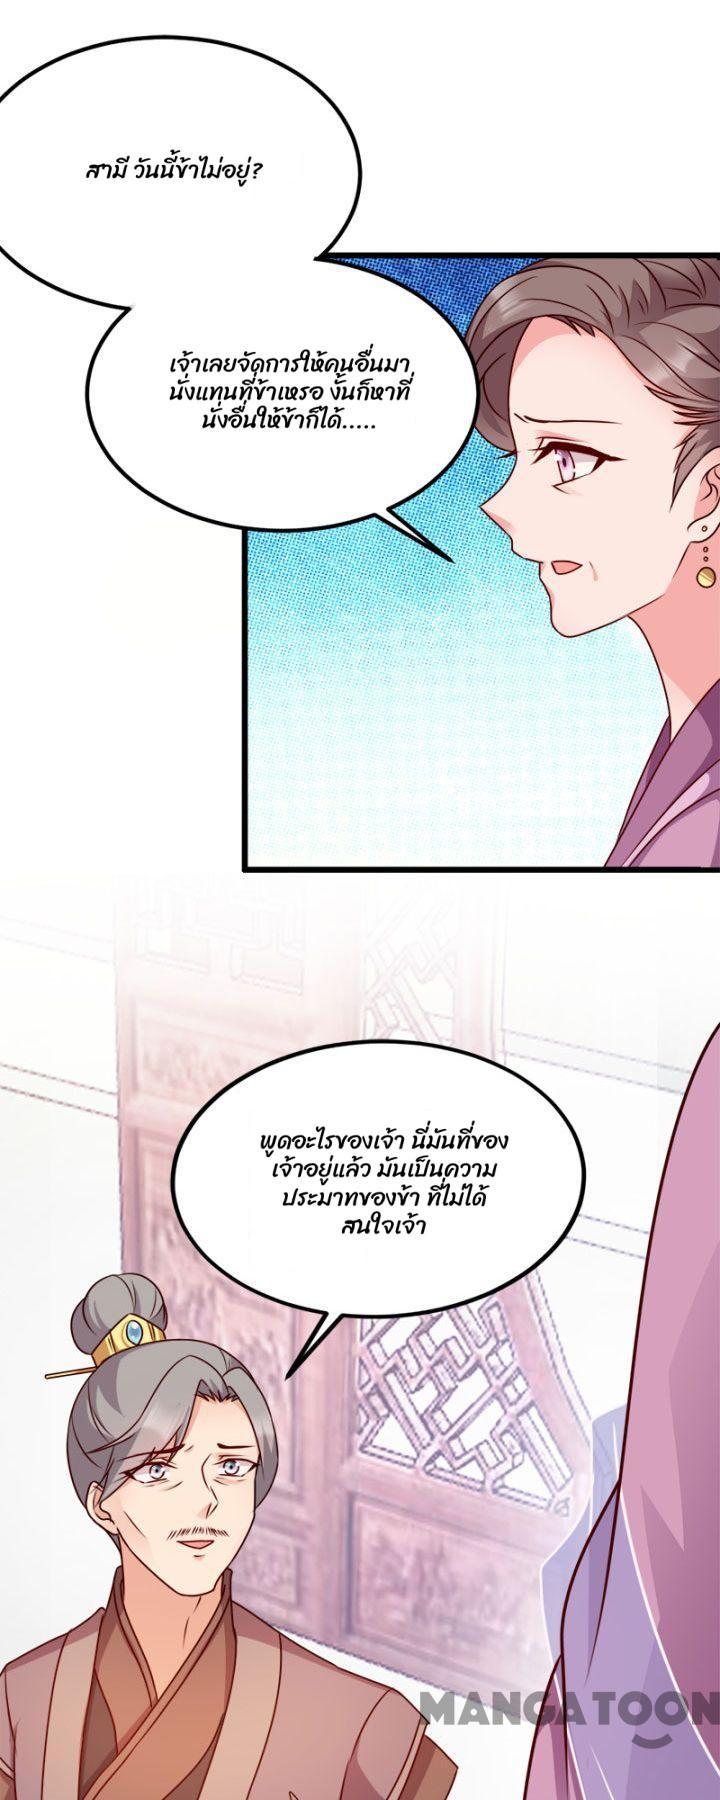 สามี วันนี้ข้าไม่อยู่?
เจ้าเลยจัดการให้คนอื่นมา
นั่งแทนที่ข้าเหรอ งั้นก็หาที่
นั่งอื่นให้ข้าก็ได้.....
พูดอะไรของเจ้า นี่มันที่ของ
เจ้าอยู่แล้ว มันเป็นความ
ประมาทของข้า ที่ไม่ได้
สนใจเจ้า
MANGATOON